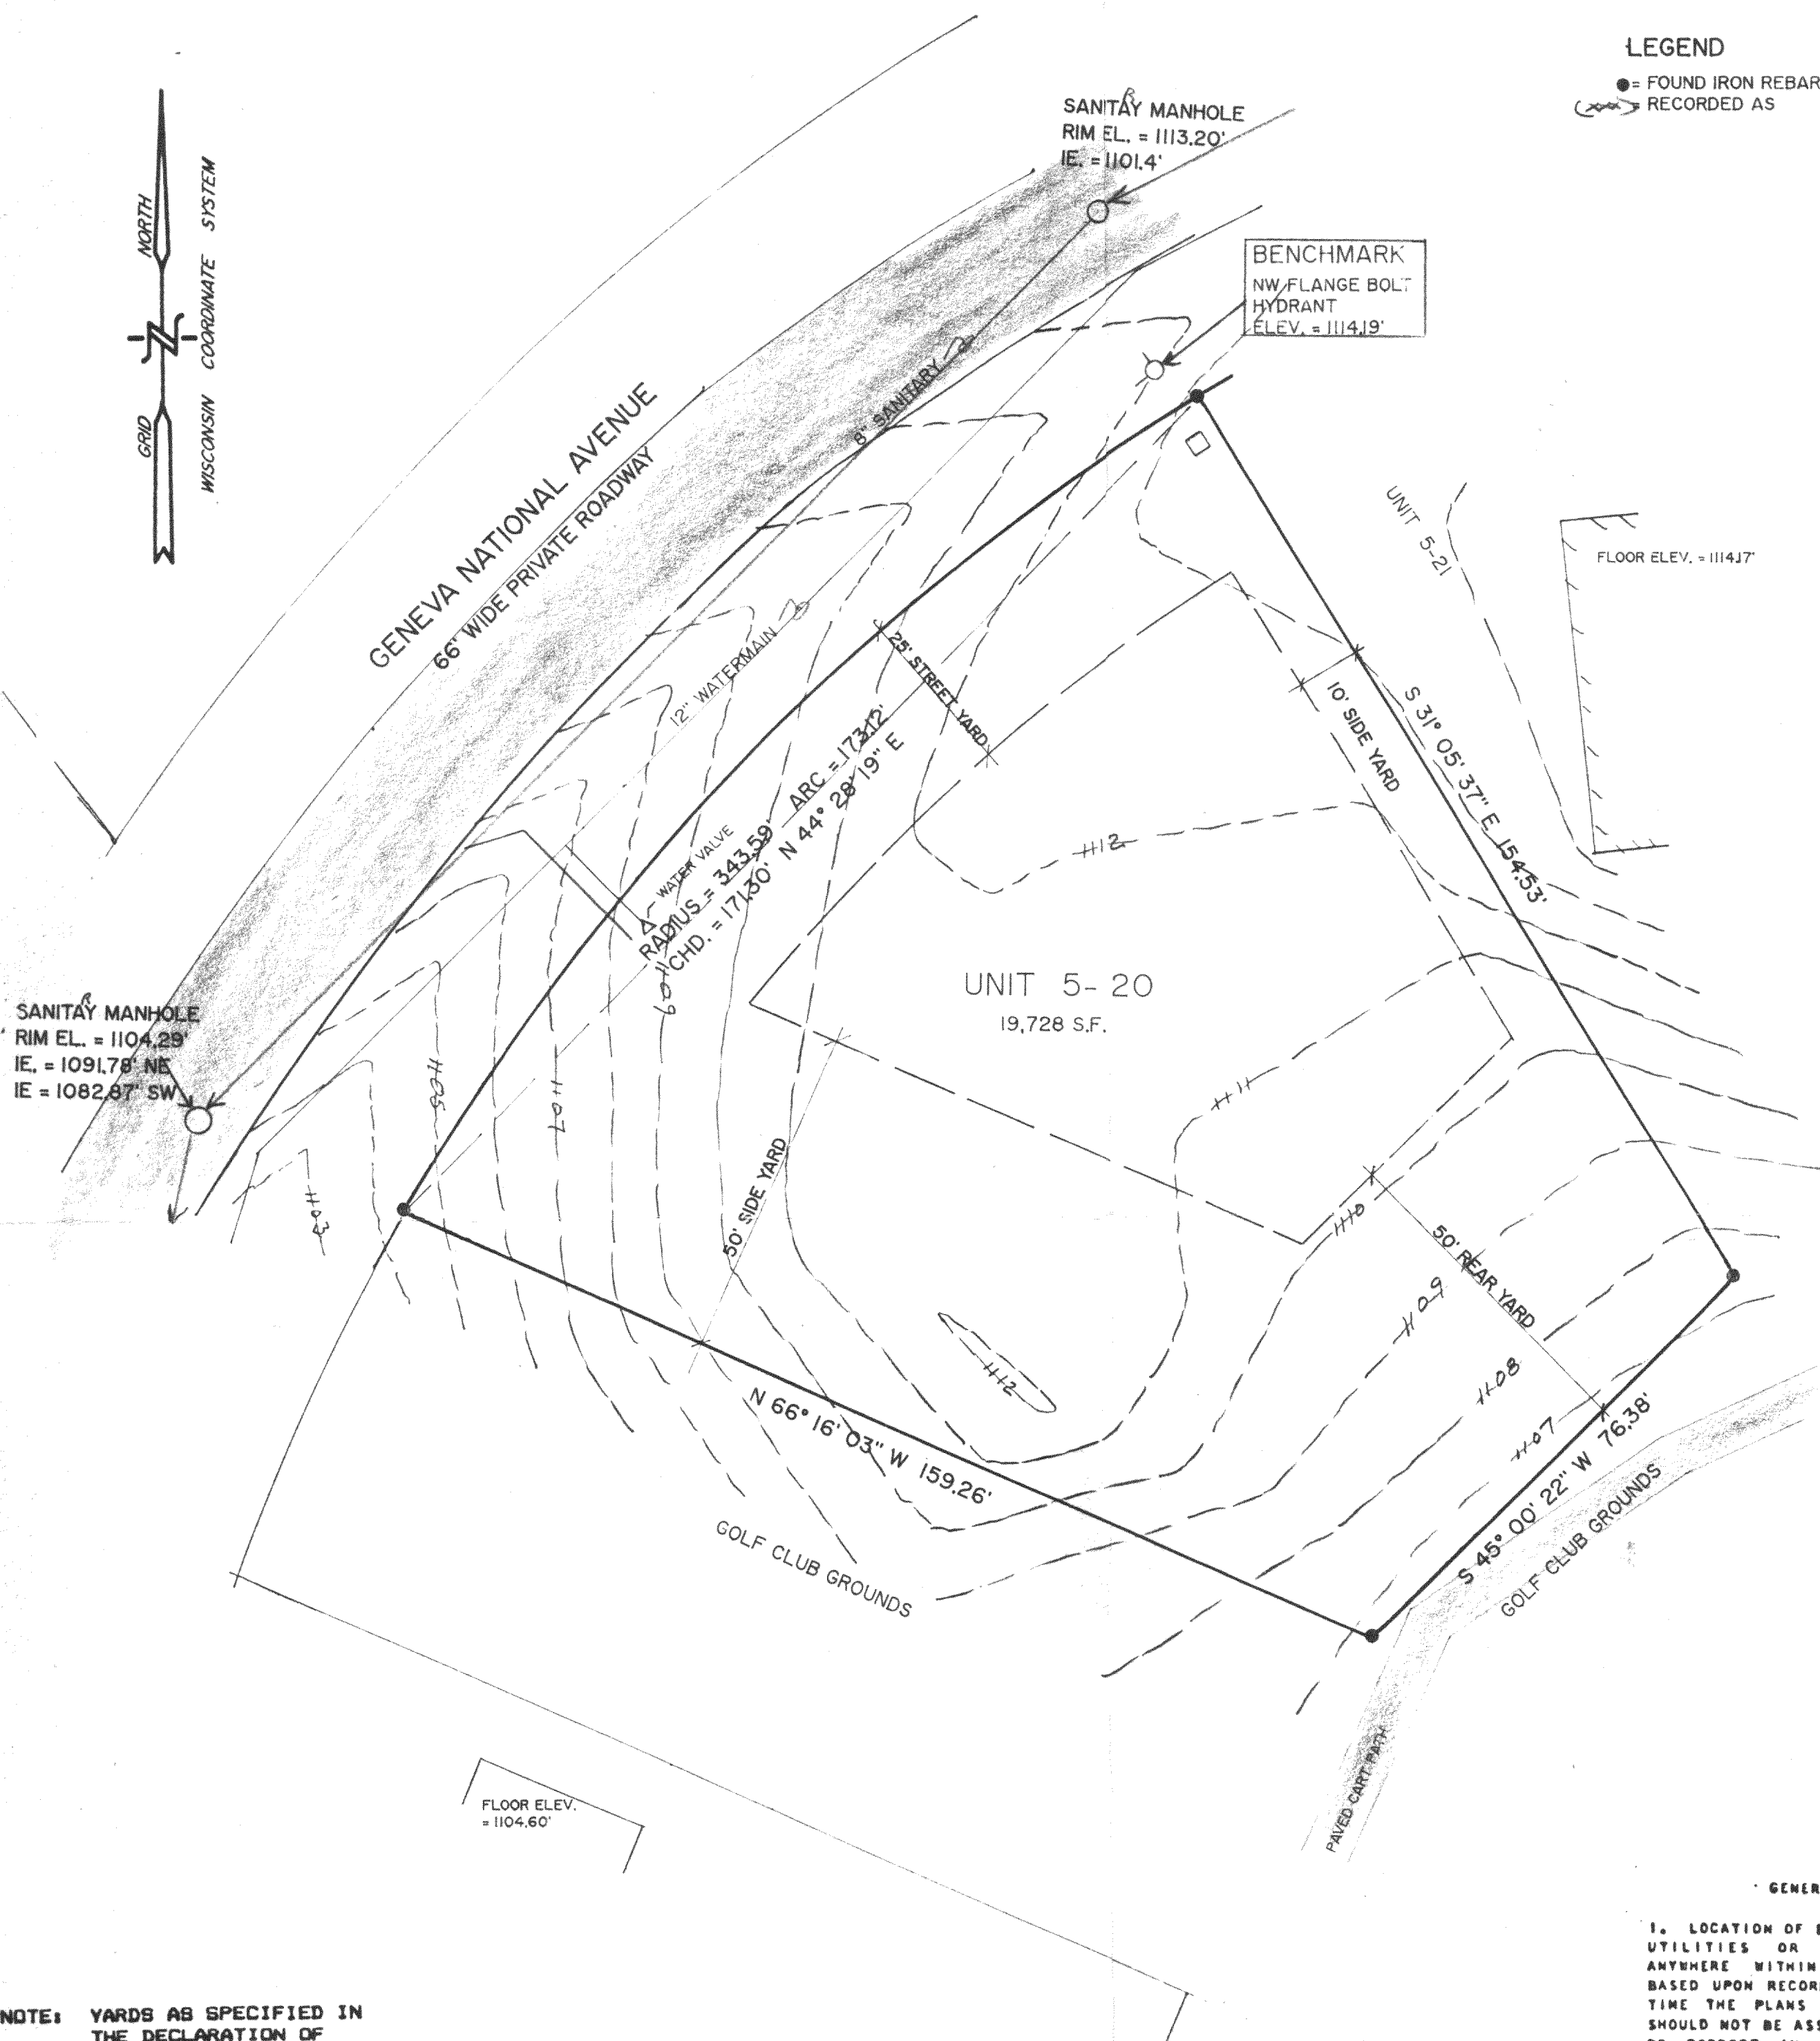 LEGEND
= FOUND IRON REBAR
= RECORDED AS
GRID NORTH
WISCONSIN COORDINATE SYSTEM
R
SANITAY MANHOLE
RIM EL. = 1113.20'
IE. = 1101.4'
BENCHMARK
NW FLANGE BOLT
HYDRANT
ELEV. = 1114.19'
GENEVA NATIONAL AVENUE
66' WIDE PRIVATE ROADWAY
8" SANITARY
12" WATERMAIN
WATER VALVE
25' STREET YARD
RADIUS = 343.59' ARC = 173.12'
CHD. = 171.30' N 44° 28' 19" E
UNIT 5-21
FLOOR ELEV. = 1114.17'
10' SIDE YARD
S 31° 05' 37" E 154.53'
1112
UNIT 5-20
19,728 S.F.
R
SANITAY MANHOLE
RIM EL. = 1104.29'
IE. = 1091.78' NE
IE = 1082.87' SW
1103
1105
1107
1109
1111
50' SIDE YARD
1110
50' REAR YARD
1109
1108
1107
1112
N 66° 16' 03" W 159.26'
S 45° 00' 22" W 76.38'
GOLF CLUB GROUNDS
GOLF CLUB GROUNDS
PAVED CART PATH
FLOOR ELEV.
= 1104.60'
GENER
1. LOCATION OF
UTILITIES OR
ANYWHERE WITHIN
BASED UPON RECOR
TIME THE PLANS
SHOULD NOT BE ASS
NOTE: YARDS AS SPECIFIED IN
THE DECLARATION OF